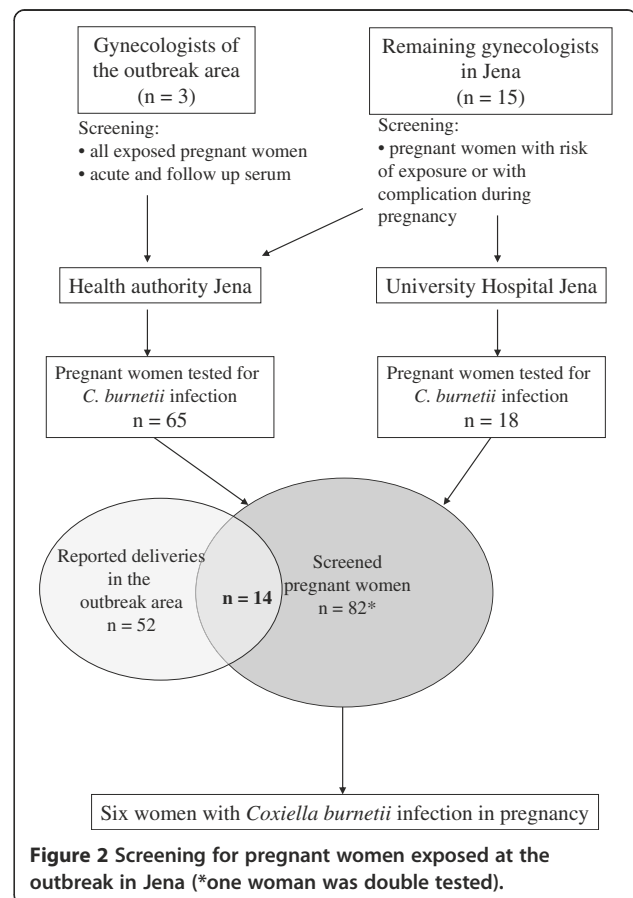 Gynecologists of
the outbreak area
(n = 3)
Remaining gynecologists
in Jena
(n = 15)
Screening:
• all exposed pregnant women
• acute and follow up serum
Screening:
• pregnant women with risk
of exposure or with
complication during
pregnancy
Health authority Jena
University Hospital Jena
Pregnant women tested for
C. burnetii infection
n = 65
Pregnant women tested for
C. burnetii infection
n = 18
Reported deliveries
in the
outbreak area
n = 52
n = 14
Screened
pregnant women
n = 82*
Six women with Coxiella burnetii infection in pregnancy
Figure 2 Screening for pregnant women exposed at the
outbreak in Jena (*one woman was double tested).